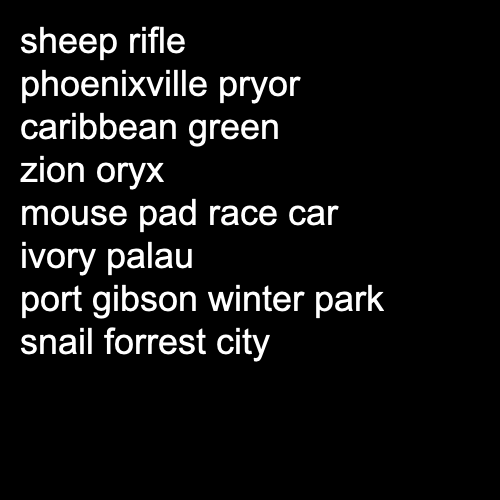 sheep rifle
phoenixville pryor
caribbean green
zion oryx
mouse pad race car
ivory palau
port gibson winter park
snail forrest city